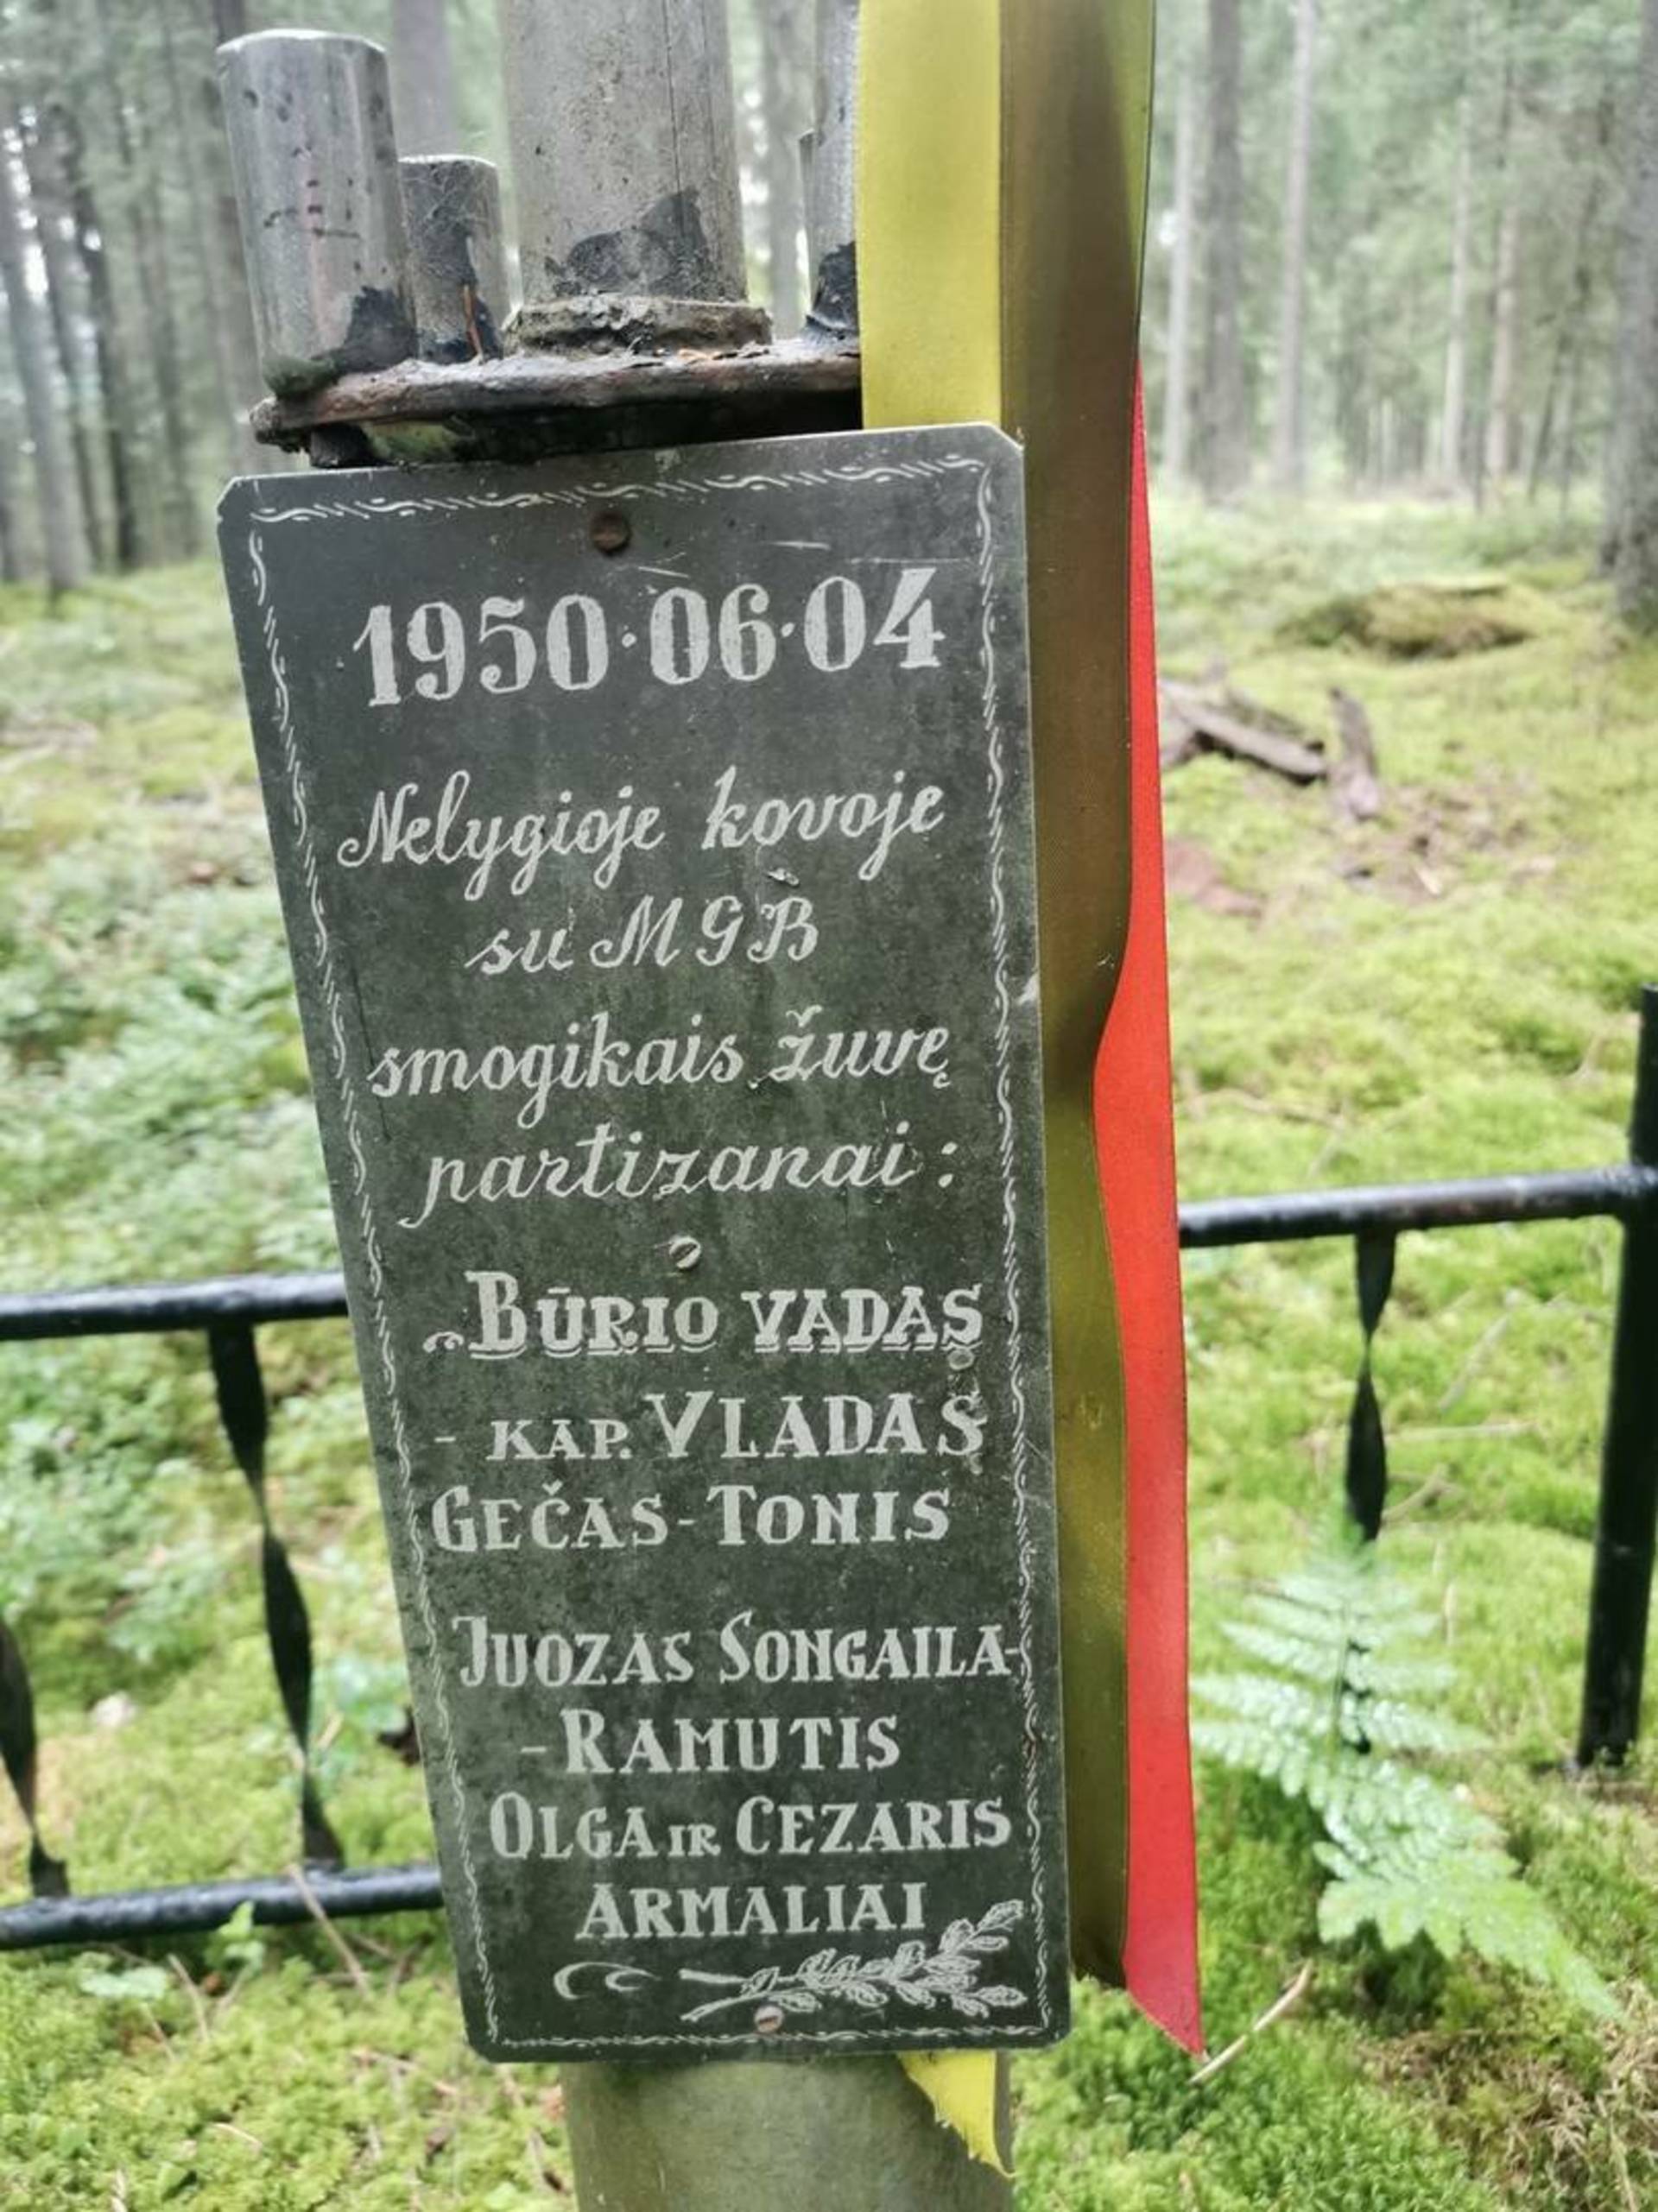 1950·06·04
Nelygioje kovoje
su MGB
smogikais žuvę
partizanai:
BŪRIO VADAS
- KAP. VLADAS
GEČAS-TONIS
JUOZAS SONGAILA-
-RAMUTIS
OLGA IR CEZARIS
ARMALIAI